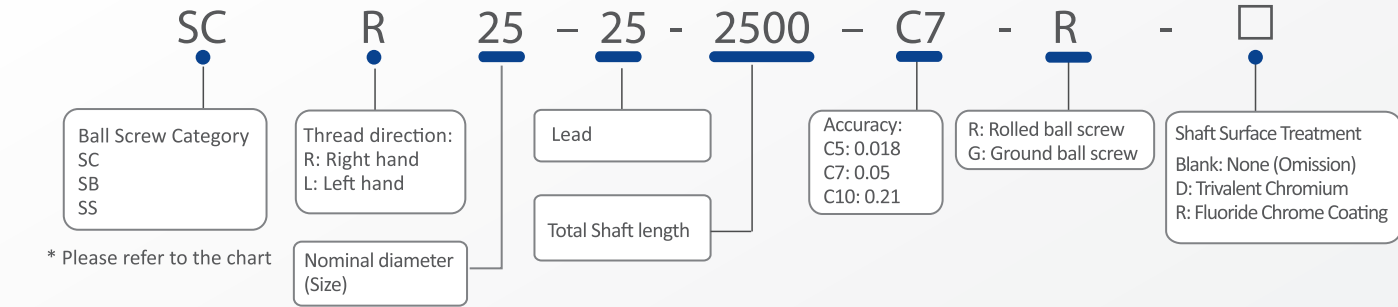 SC R 25 – 25 - 2500 – C7 - R - □
Ball Screw Category
SC
SB
SS
* Please refer to the chart
Thread direction:
R: Right hand
L: Left hand
Nominal diameter
(Size)
Lead
Total Shaft length
Accuracy:
C5: 0.018
C7: 0.05
C10: 0.21
R: Rolled ball screw
G: Ground ball screw
Shaft Surface Treatment
Blank: None (Omission)
D: Trivalent Chromium
R: Fluoride Chrome Coating